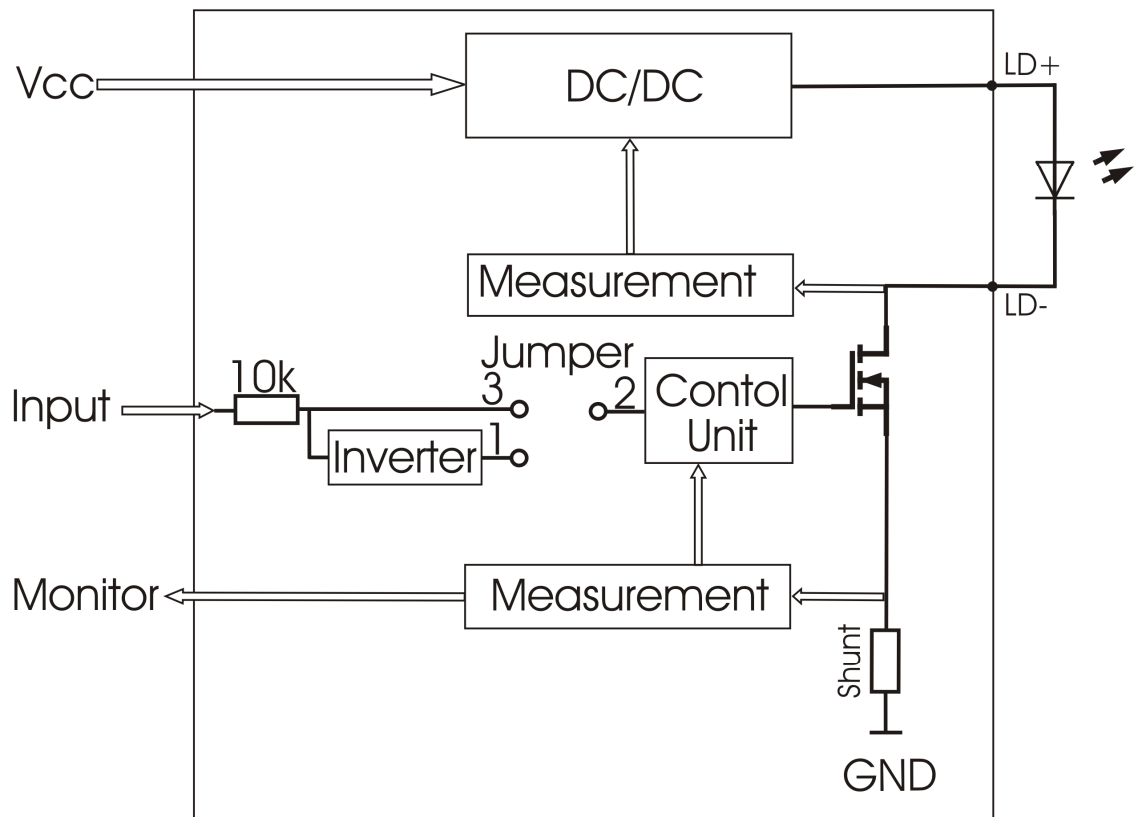 Vcc
DC/DC
LD+
Measurement
LD-
Jumper
10k
3
2
Input
Contol
Unit
1
Inverter
Monitor
Measurement
Shunt
GND